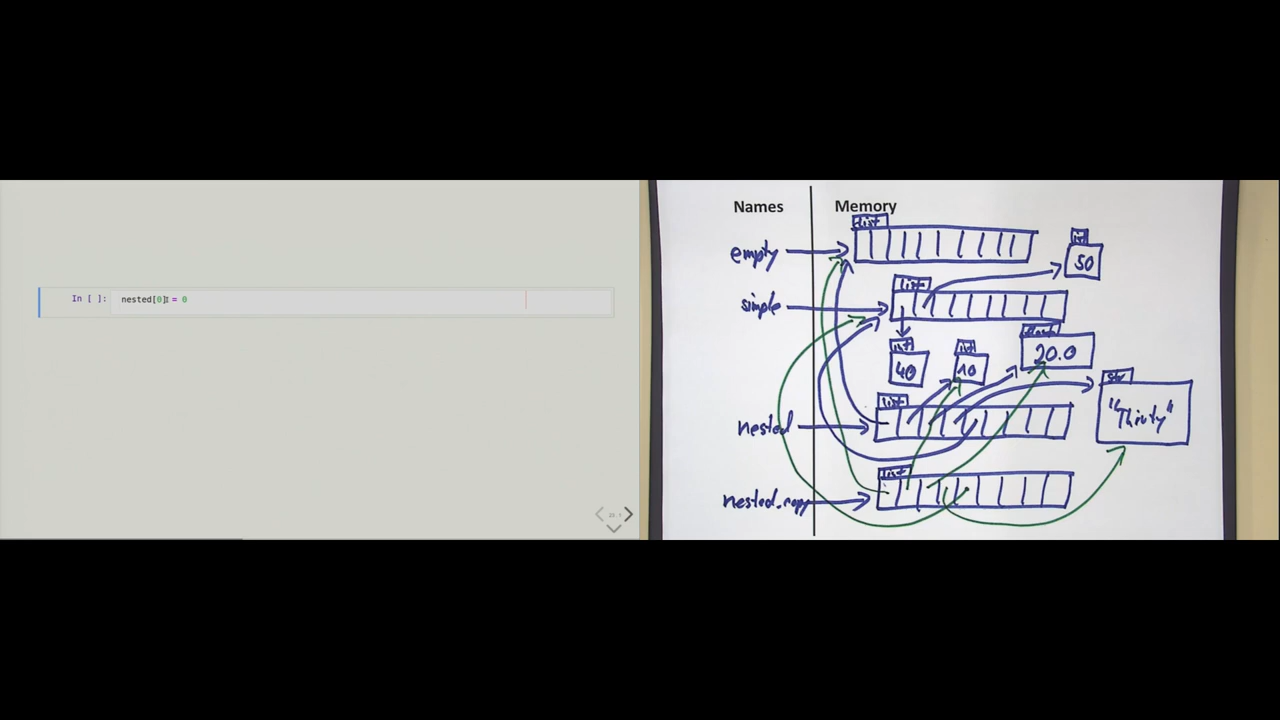 In [ ]: nested[0] = 0
Names Memory
list
empty
int
50
list
simple
int
40
int
10
float
20.0
str
"Thirty"
list
nested
list
nested_copy